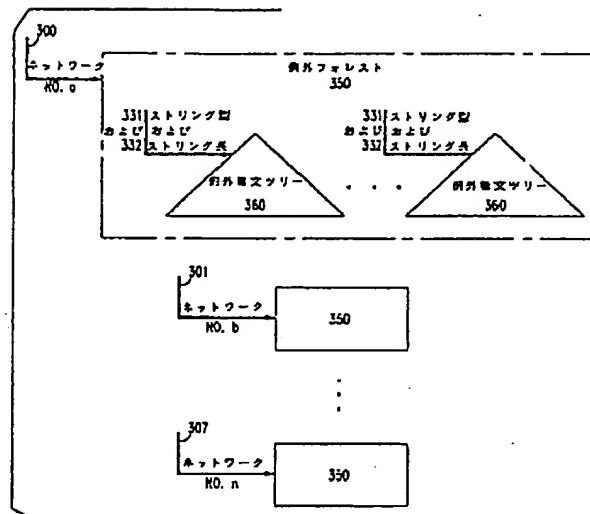 300
ネットワーク
NO. a
例外フォレスト
350
331 ストリング型
および および
332 ストリング長
例外散文ツリー
360
. . .
331 ストリング型
および および
332 ストリング長
例外散文ツリー
360
301
ネットワーク
NO. b
350
307
ネットワーク
NO. n
350